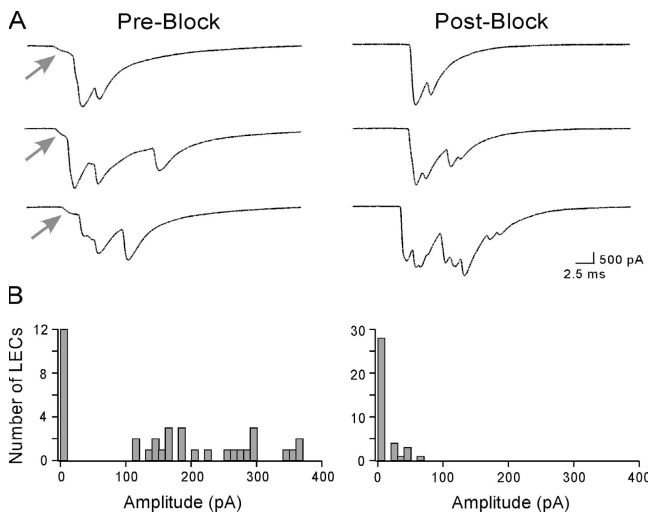 A
Pre-Block
Post-Block
500 pA
2.5 ms
B
Number of LECs
12
8
4
0
0 100 200 300 400
Amplitude (pA)
30
20
10
0
0 100 200 300 400
Amplitude (pA)